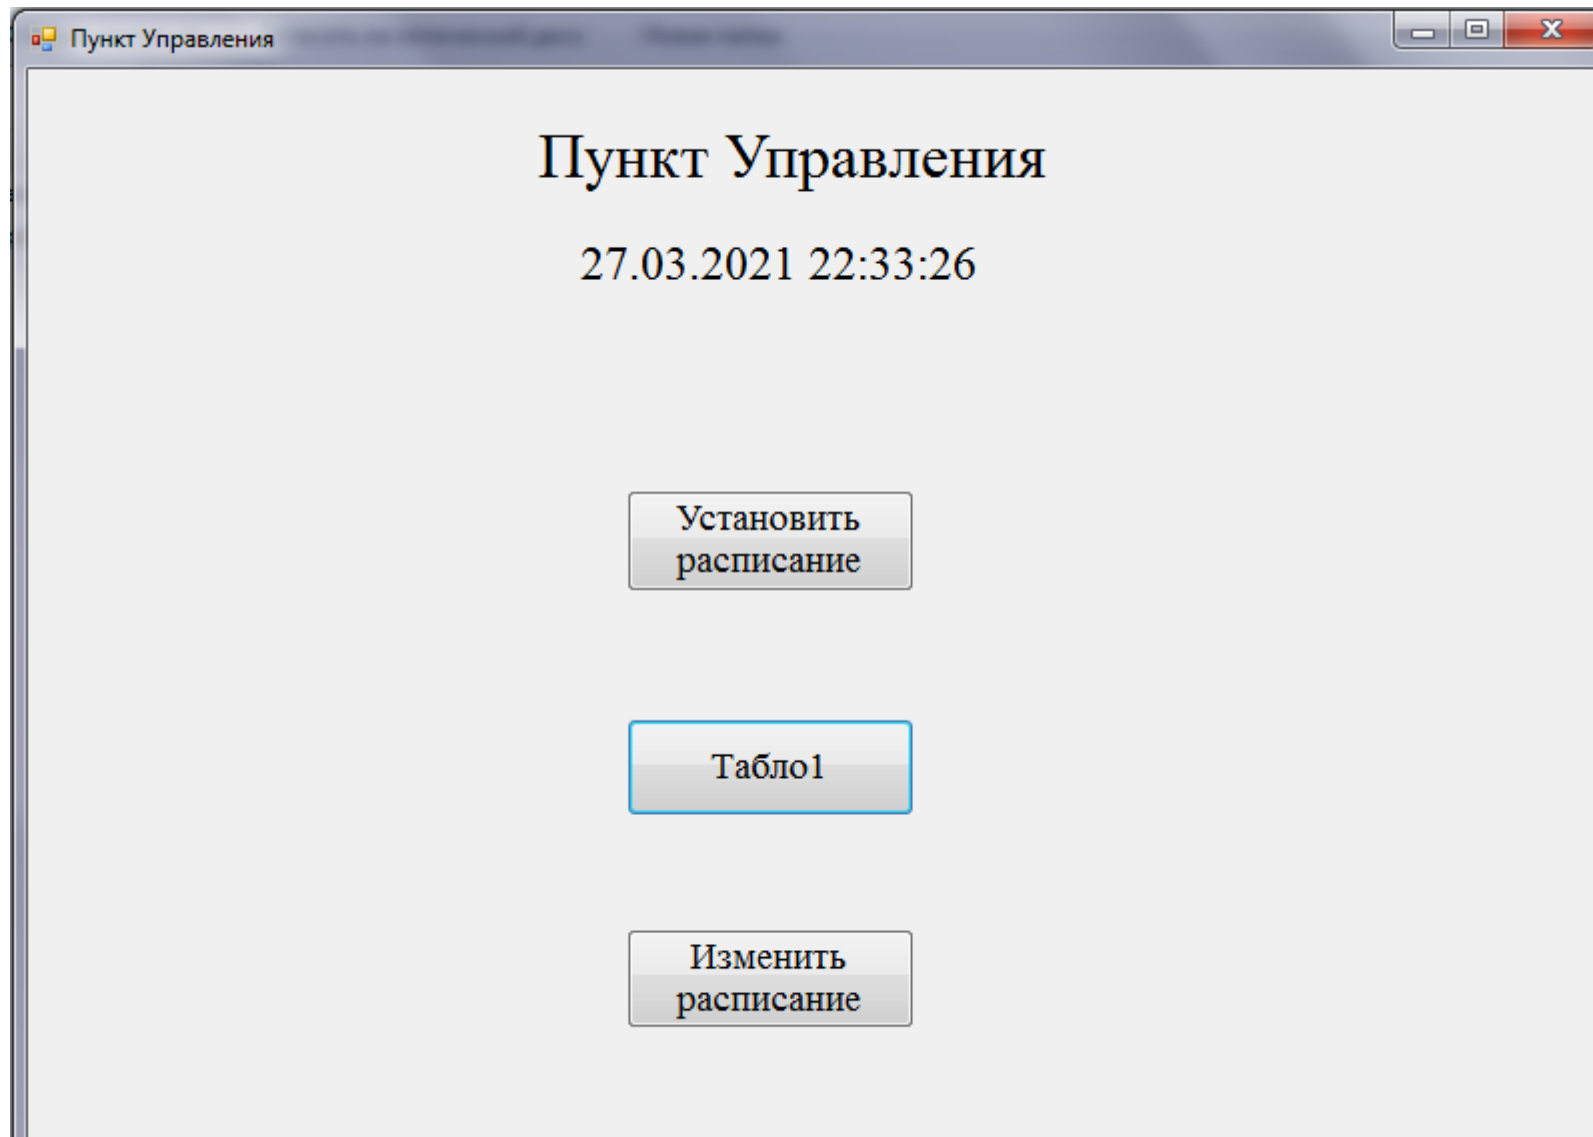 Пункт Управления
Пункт Управления
27.03.2021 22:33:26
Установить
расписание
Табло1
Изменить
расписание